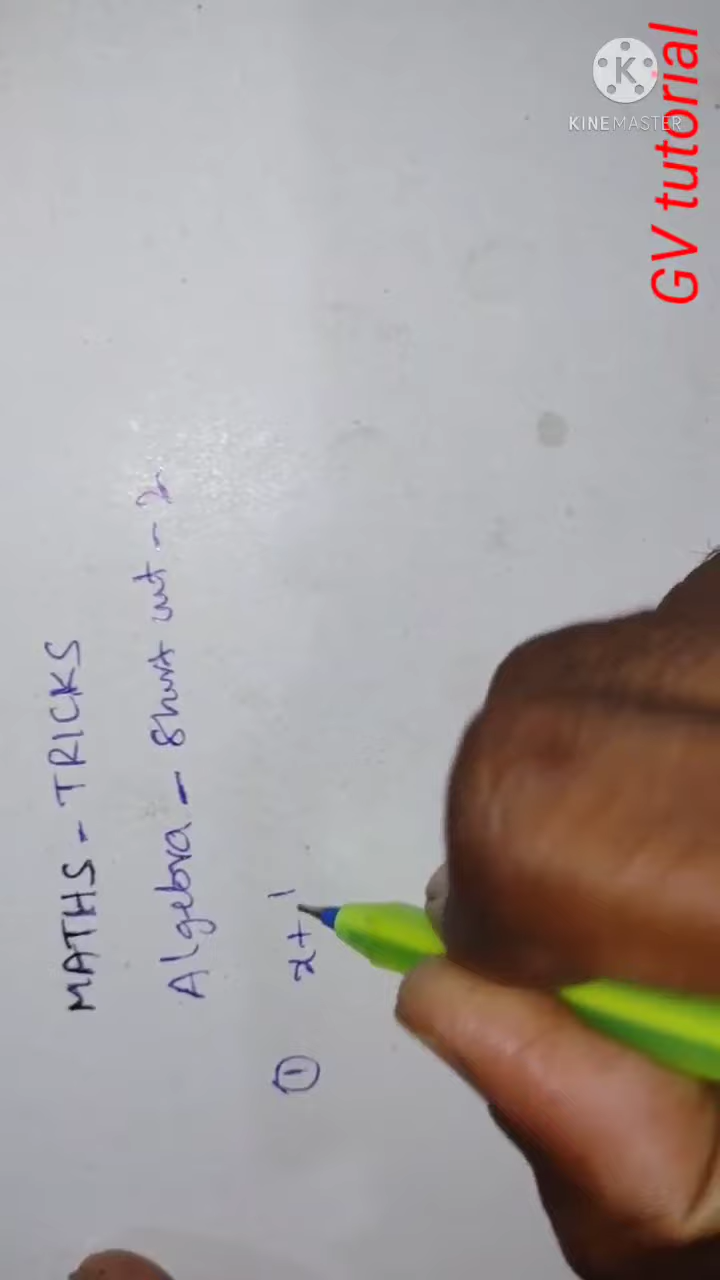 MATHS - TRICKS
Algebra - Short cut - 2
① x + 1
GV tutorial
K
KINEMASTER